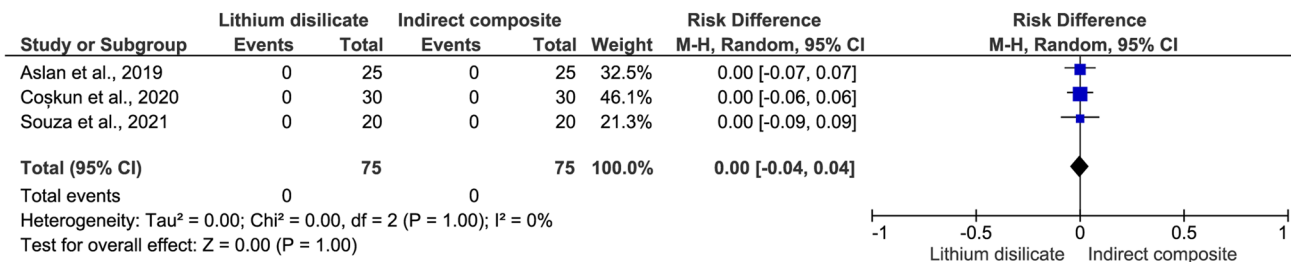 Lithium disilicate Indirect composite Risk Difference Risk Difference
Study or Subgroup Events Total Events Total Weight M-H, Random, 95% CI M-H, Random, 95% CI
Aslan et al., 2019 0 25 0 25 32.5% 0.00 [-0.07, 0.07]
Coșkun et al., 2020 0 30 0 30 46.1% 0.00 [-0.06, 0.06]
Souza et al., 2021 0 20 0 20 21.3% 0.00 [-0.09, 0.09]
Total (95% CI) 75 75 100.0% 0.00 [-0.04, 0.04]
Total events 0 0
Heterogeneity: Tau² = 0.00; Chi² = 0.00, df = 2 (P = 1.00); I² = 0%
Test for overall effect: Z = 0.00 (P = 1.00)
-1 -0.5 0 0.5 1
Lithium disilicate Indirect composite